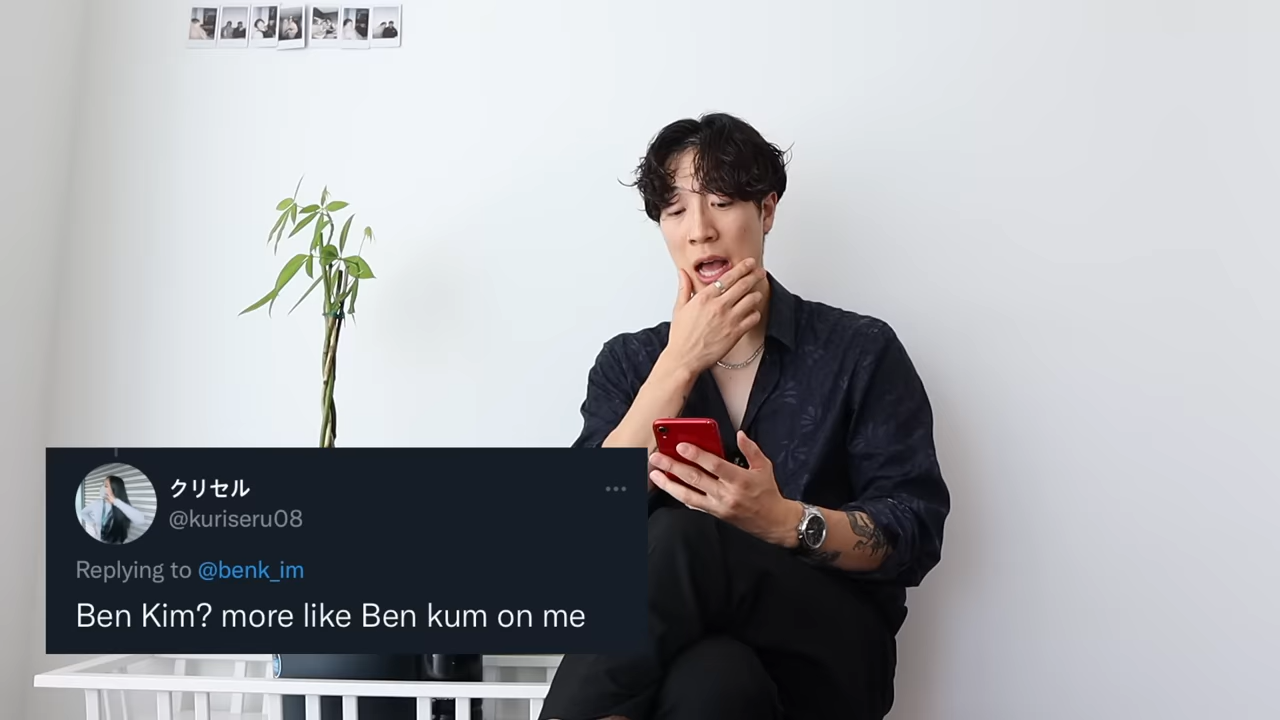 クリセル
@kuriseru08
Replying to @benk_im
Ben Kim? more like Ben kum on me